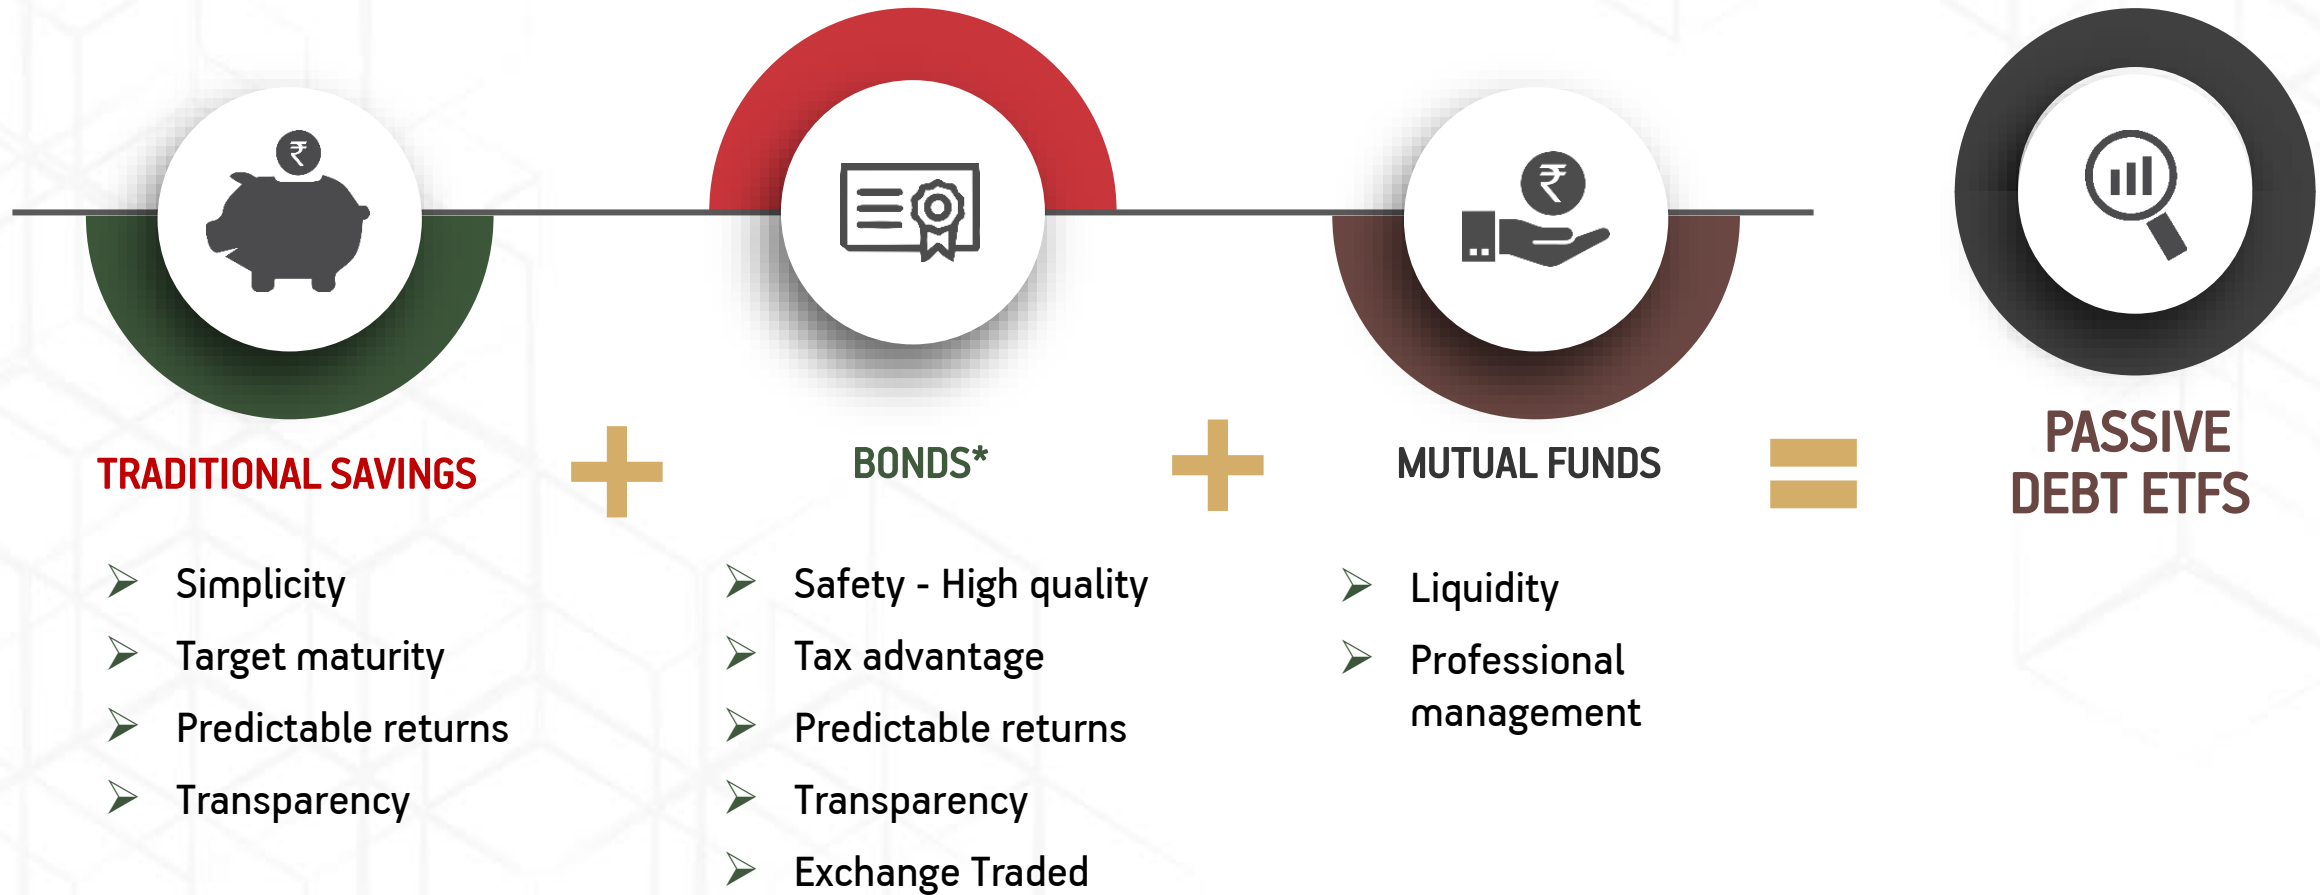 ₹
₹
TRADITIONAL SAVINGS
+
BONDS*
+
MUTUAL FUNDS
=
PASSIVE
DEBT ETFS
Simplicity
Target maturity
Predictable returns
Transparency
Safety - High quality
Tax advantage
Predictable returns
Transparency
Exchange Traded
Liquidity
Professional
management